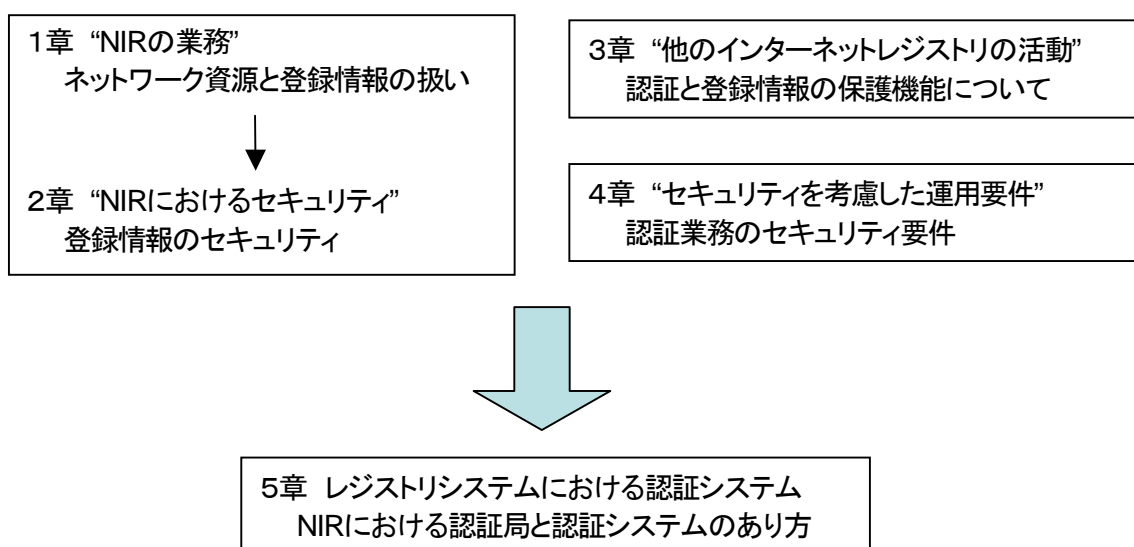 1章 “NIRの業務”
ネットワーク資源と登録情報の扱い
2章 “NIRにおけるセキュリティ”
登録情報のセキュリティ
3章 “他のインターネットレジストリの活動”
認証と登録情報の保護機能について
4章 “セキュリティを考慮した運用要件”
認証業務のセキュリティ要件
5章 レジストリシステムにおける認証システム
NIRにおける認証局と認証システムのあり方